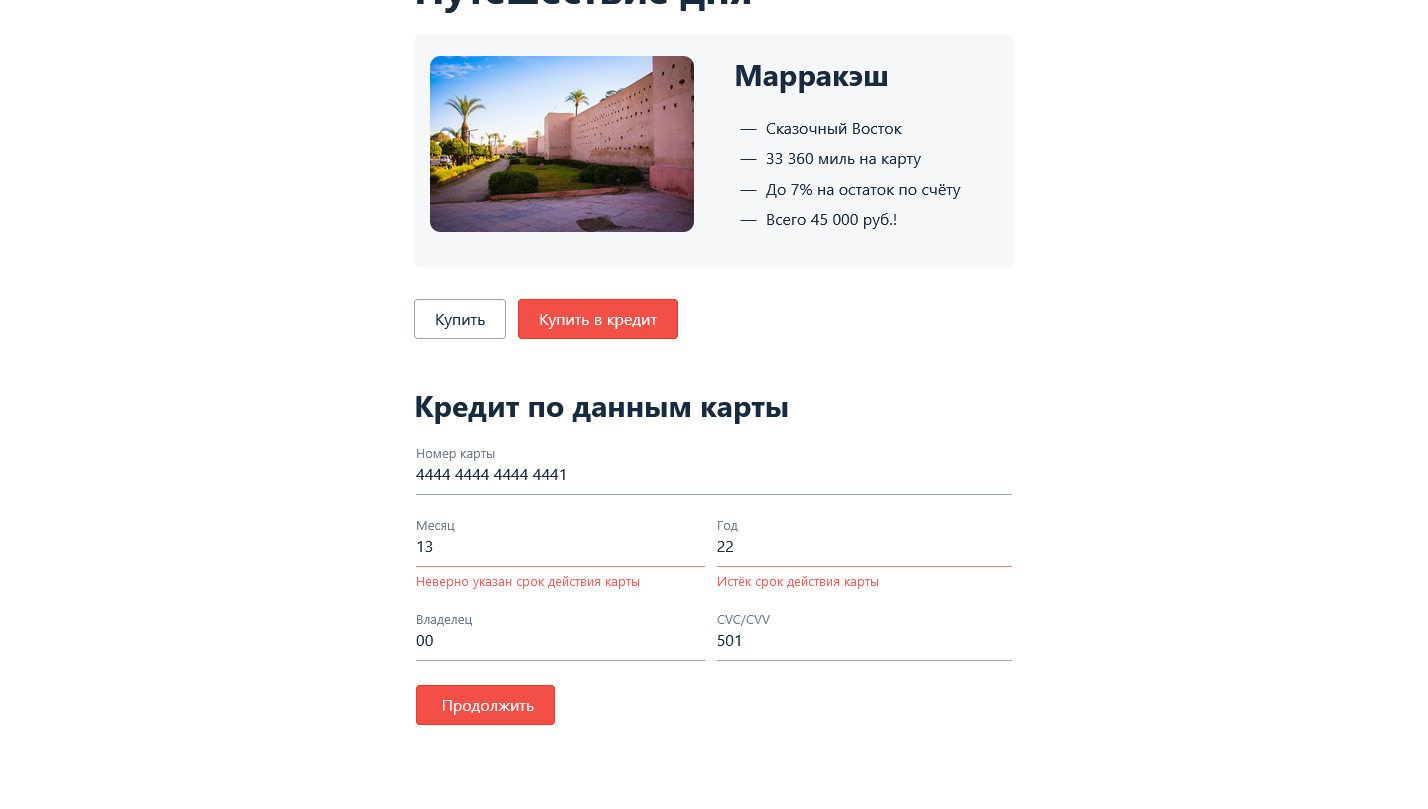 Путешествие дня
Марракэш
— Сказочный Восток
— 33 360 миль на карту
— До 7% на остаток по счёту
— Всего 45 000 руб.!
Купить
Купить в кредит
Кредит по данным карты
Номер карты
4444 4444 4444 4441
Месяц
Год
13
22
Неверно указан срок действия карты
Истёк срок действия карты
Владелец
CVC/CVV
00
501
Продолжить